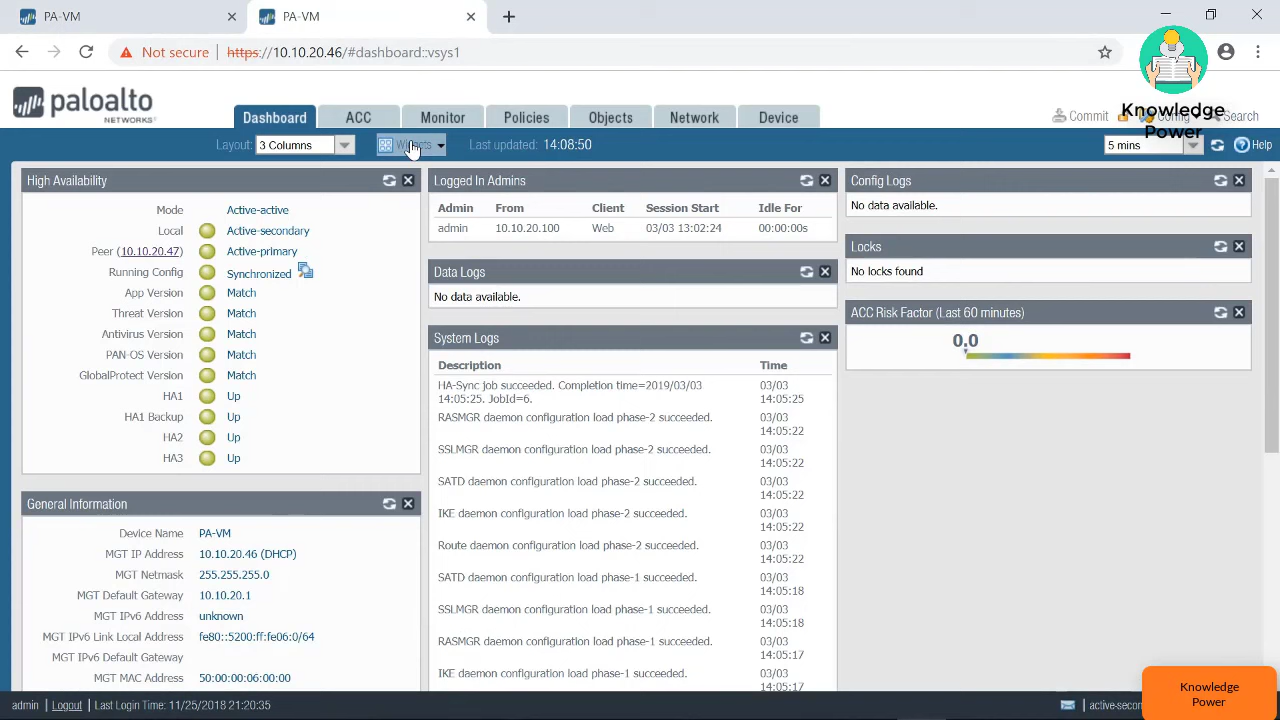 PA-VM
PA-VM
Not secure
https://10.10.20.46/#dashboard::vsys1
paloalto
NETWORKS
Dashboard
ACC
Monitor
Policies
Objects
Network
Device
Commit
Config
Search
Knowledge
Power
Layout:
3 Columns
Widgets
Last updated: 14:08:50
5 mins
Help
High Availability
Mode Active-active
Local Active-secondary
Peer (10.10.20.47) Active-primary
Running Config Synchronized
App Version Match
Threat Version Match
Antivirus Version Match
PAN-OS Version Match
GlobalProtect Version Match
HA1 Up
HA1 Backup Up
HA2 Up
HA3 Up
General Information
Device Name PA-VM
MGT IP Address 10.10.20.46 (DHCP)
MGT Netmask 255.255.255.0
MGT Default Gateway 10.10.20.1
MGT IPv6 Address unknown
MGT IPv6 Link Local Address fe80::5200:ff:fe06:0/64
MGT IPv6 Default Gateway
MGT MAC Address 50:00:00:06:00:00
Logged In Admins
Admin From Client Session Start Idle For
admin 10.10.20.100 Web 03/03 13:02:24 00:00:00s
Data Logs
No data available.
System Logs
Description Time
HA-Sync job succeeded. Completion time=2019/03/03 03/03
14:05:25. JobId=6. 14:05:25
RASMGR daemon configuration load phase-2 succeeded. 03/03
14:05:22
SSLMGR daemon configuration load phase-2 succeeded. 03/03
14:05:22
SATD daemon configuration load phase-2 succeeded. 03/03
14:05:22
IKE daemon configuration load phase-2 succeeded. 03/03
14:05:22
Route daemon configuration load phase-2 succeeded. 03/03
14:05:22
SATD daemon configuration load phase-1 succeeded. 03/03
14:05:18
SSLMGR daemon configuration load phase-1 succeeded. 03/03
14:05:18
RASMGR daemon configuration load phase-1 succeeded. 03/03
14:05:17
IKE daemon configuration load phase-1 succeeded. 03/03
14:05:17
Config Logs
No data available.
Locks
No locks found
ACC Risk Factor (Last 60 minutes)
0.0
admin
Logout
Last Login Time: 11/25/2018 21:20:35
active-secon
Knowledge
Power